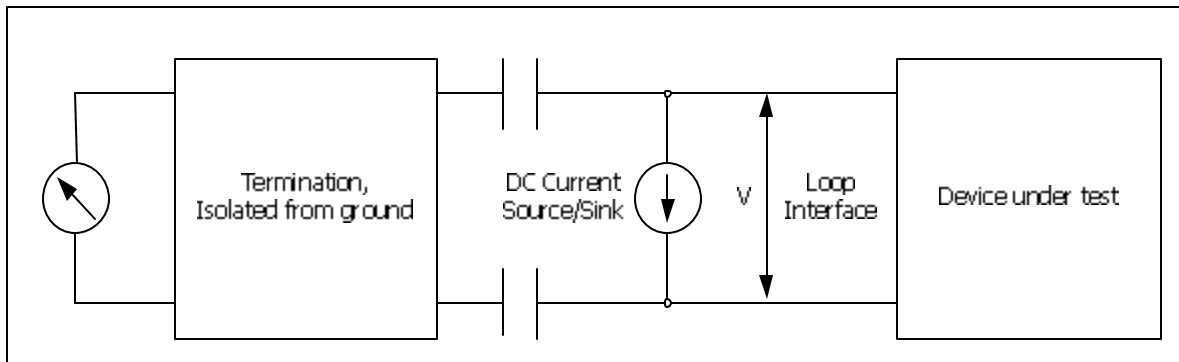 Termination,
Isolated from ground
DC Current
Source/Sink
V
Loop
Interface
Device under test